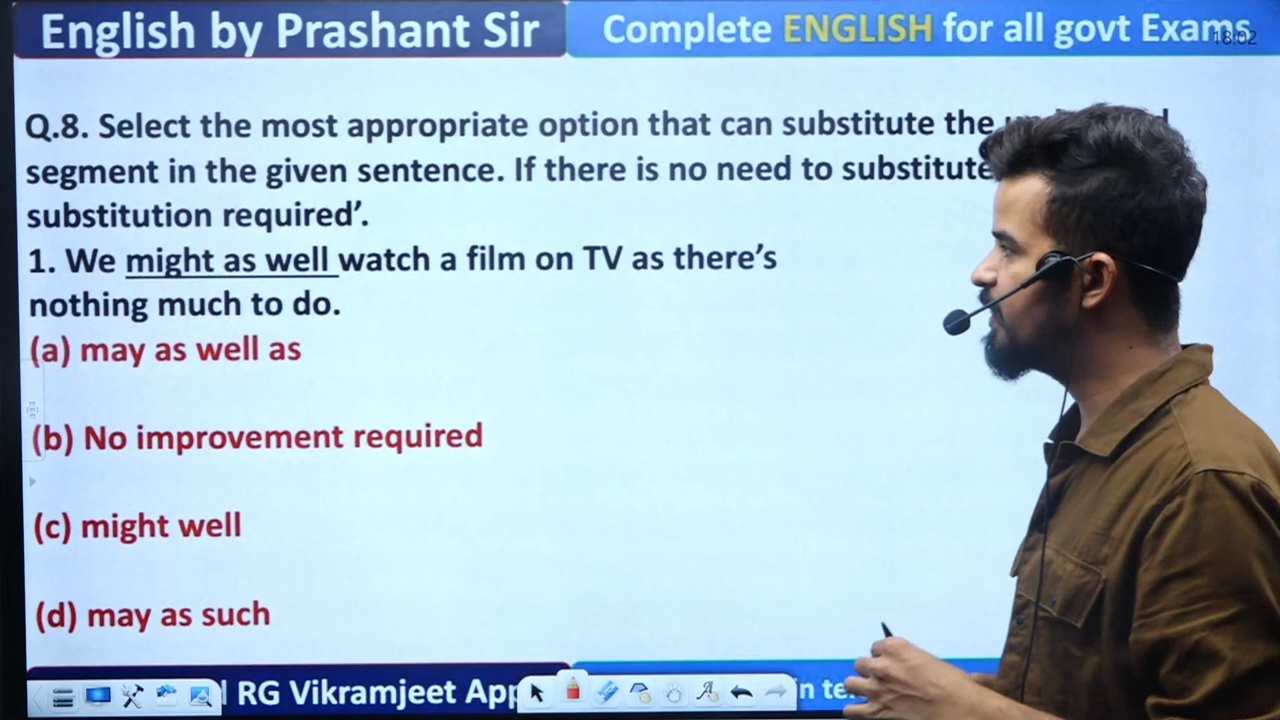 English by Prashant Sir
Complete ENGLISH for all govt Exams
18:02
Q.8. Select the most appropriate option that can substitute the
segment in the given sentence. If there is no need to substitute
substitution required’.
1. We might as well watch a film on TV as there’s
nothing much to do.
(a) may as well as
(b) No improvement required
(c) might well
(d) may as such
RG Vikramjeet App